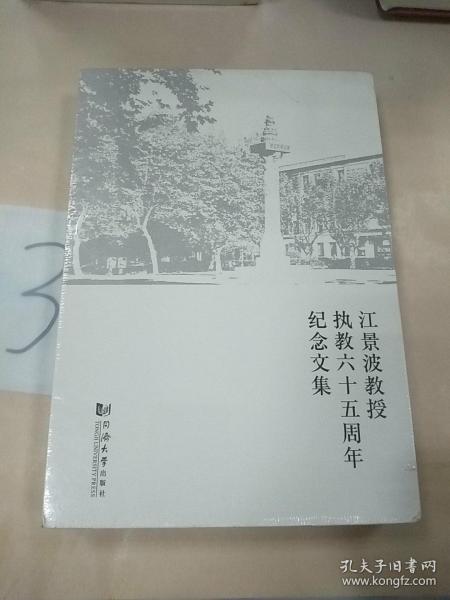 江景波教授
执教六十五周年
纪念文集
同济大学出版社
TONGJI UNIVERSITY PRESS
3
孔夫子旧书网
www.kongfz.com